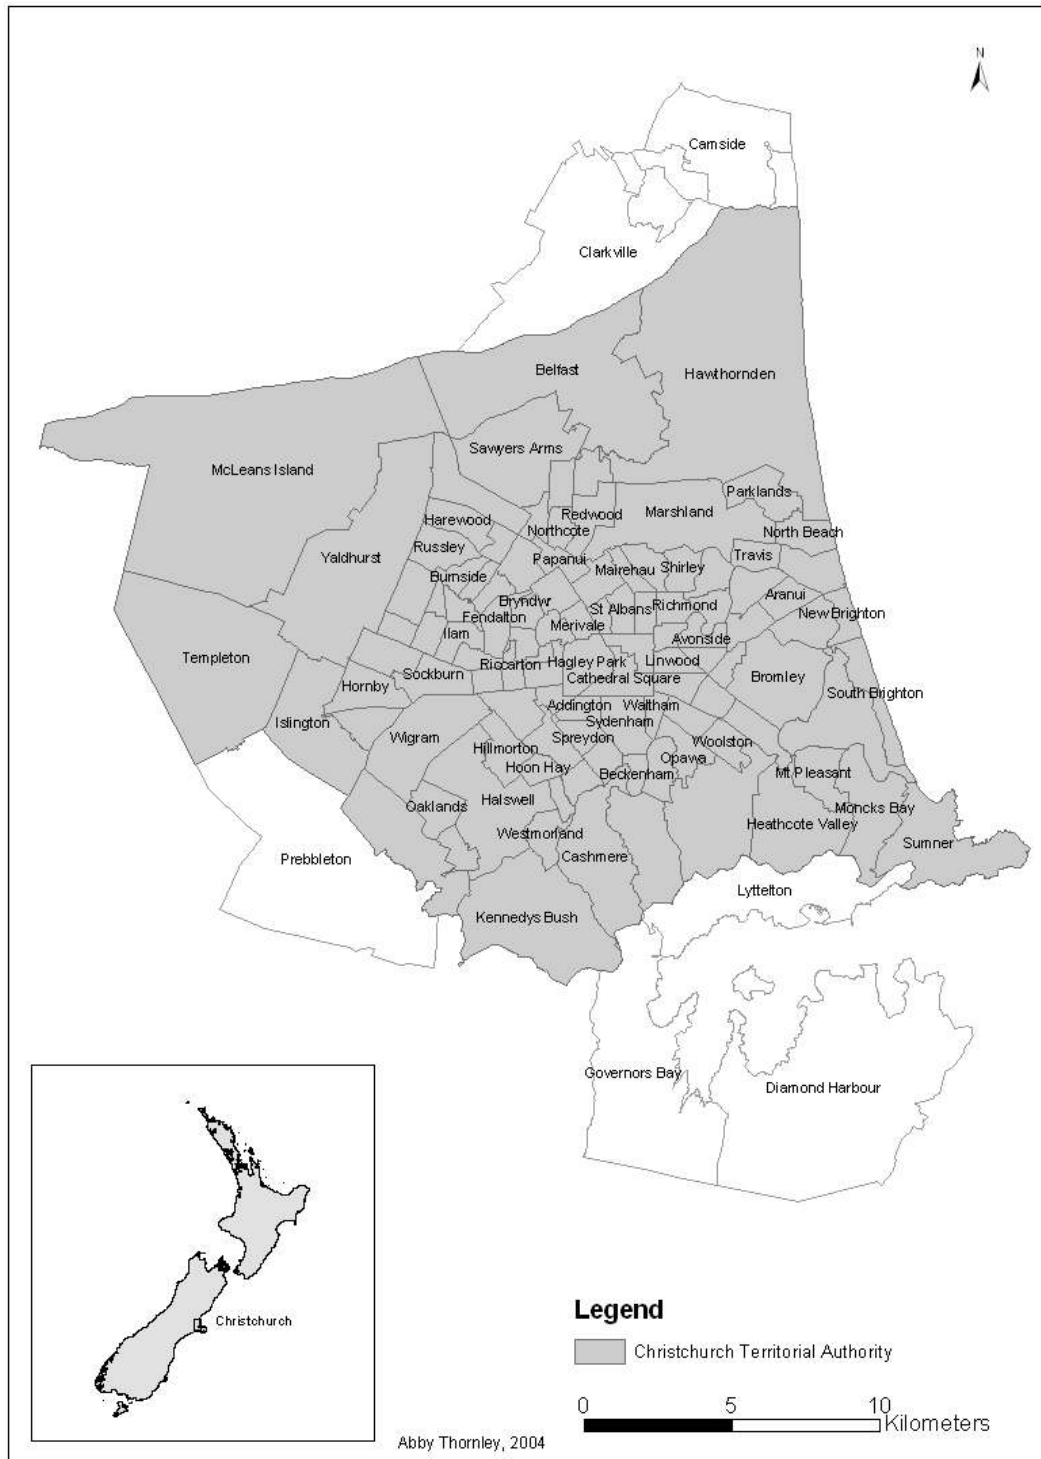 N
Camside
Clarkville
Belfast
Hawthornden
Sawyers Arms
McLeans Island
Parklands
Harewood
Redwood
Marshland
Northcote
North Beach
Russley
Yaldhurst
Papanui
Travis
Mairehau
Shirley
Burnside
Aranui
Bryndwr
St Albans
Richmond
Fendalton
New Brighton
Merivale
Ilam
Avonside
Templeton
Riccarton
Hagley Park
Linwood
Sockburn
Cathedral Square
Bromley
Hornby
South Brighton
Addington
Waltham
Islington
Sydenham
Wigram
Spreydon
Woolston
Hillmorton
Opawa
Hoon Hay
Beckenham
Mt Pleasant
Halswell
Oaklands
Moncks Bay
Heathcote Valley
Westmorland
Sumner
Prebbleton
Cashmere
Lyttelton
Kennedys Bush
Governors Bay
Diamond Harbour
Christchurch
Legend
Christchurch Territorial Authority
0 5 10
Kilometers
Abby Thornley, 2004